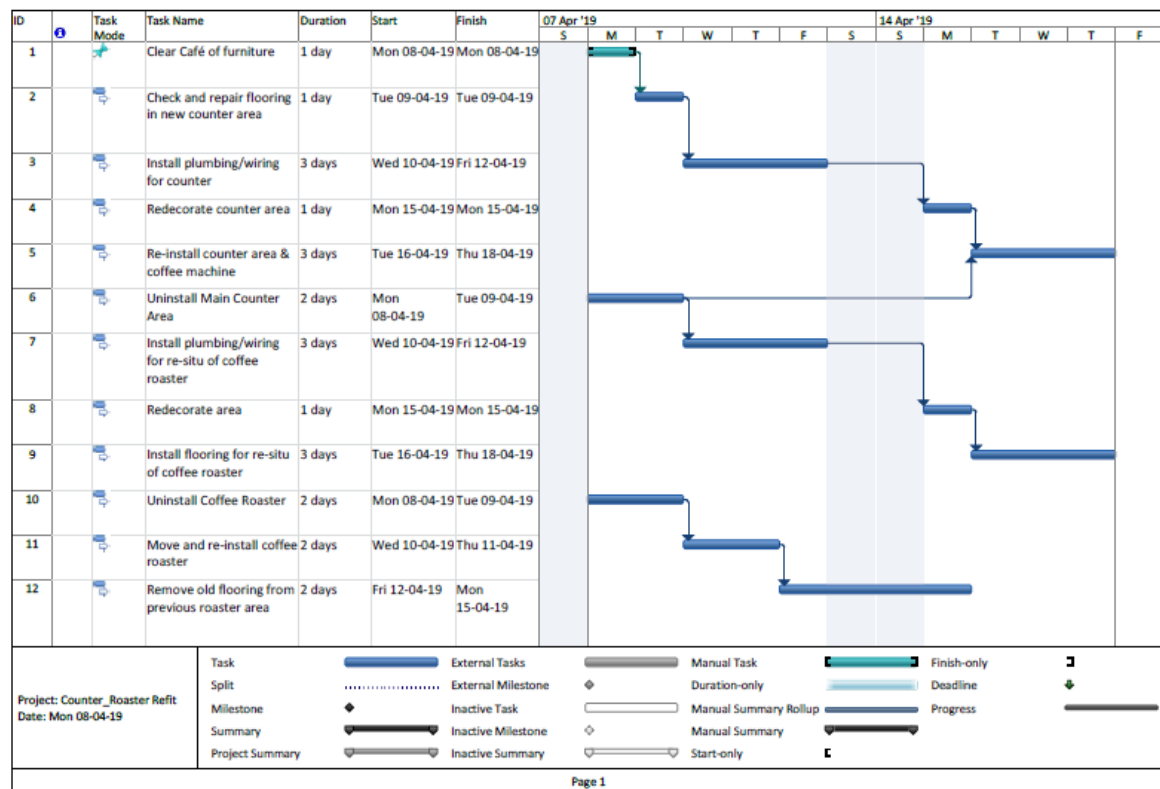 ID Task Mode Task Name Duration Start Finish 07 Apr '19 14 Apr '19
S M T W T F S S M T W T F
1 Clear Café of furniture 1 day Mon 08-04-19 Mon 08-04-19
2 Check and repair flooring 1 day Tue 09-04-19 Tue 09-04-19
in new counter area
3 Install plumbing/wiring 3 days Wed 10-04-19 Fri 12-04-19
for counter
4 Redecorate counter area 1 day Mon 15-04-19 Mon 15-04-19
5 Re-install counter area & 3 days Tue 16-04-19 Thu 18-04-19
coffee machine
6 Uninstall Main Counter 2 days Mon Tue 09-04-19
Area 08-04-19
7 Install plumbing/wiring 3 days Wed 10-04-19 Fri 12-04-19
for re-situ of coffee
roaster
8 Redecorate area 1 day Mon 15-04-19 Mon 15-04-19
9 Install flooring for re-situ 3 days Tue 16-04-19 Thu 18-04-19
of coffee roaster
10 Uninstall Coffee Roaster 2 days Mon 08-04-19 Tue 09-04-19
11 Move and re-install coffee 2 days Wed 10-04-19 Thu 11-04-19
roaster
12 Remove old flooring from 2 days Fri 12-04-19 Mon
previous roaster area 15-04-19
Project: Counter_Roaster Refit
Date: Mon 08-04-19
Task External Tasks Manual Task Finish-only
Split External Milestone Duration-only Deadline
Milestone Inactive Task Manual Summary Rollup Progress
Summary Inactive Milestone Manual Summary
Project Summary Inactive Summary Start-only
Page 1